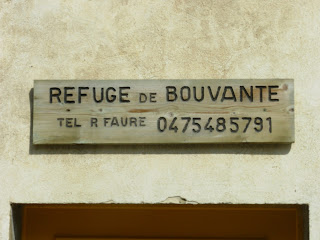 REFUGE DE BOUVANTE
TEL R FAURE 0475485791